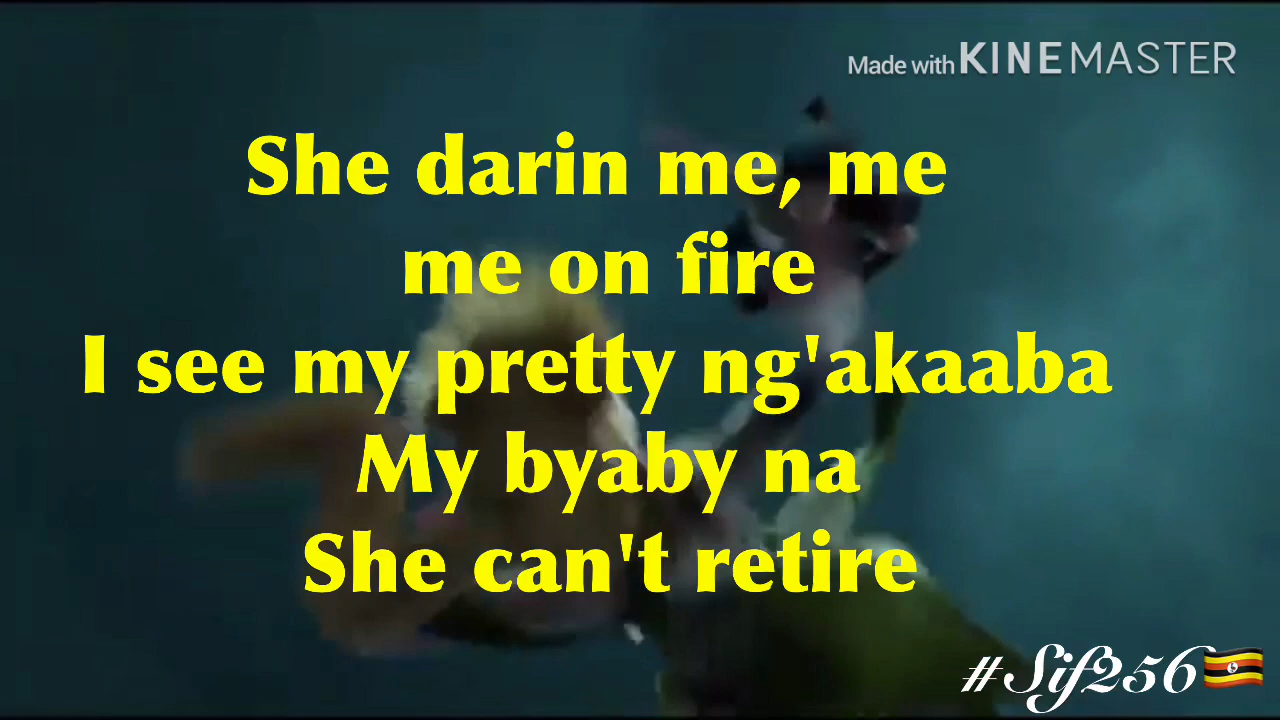 Made with KINEMASTER
She darin me, me
me on fire
I see my pretty ng'akaaba
My byaby na
She can't retire
#Sif256🇺🇬